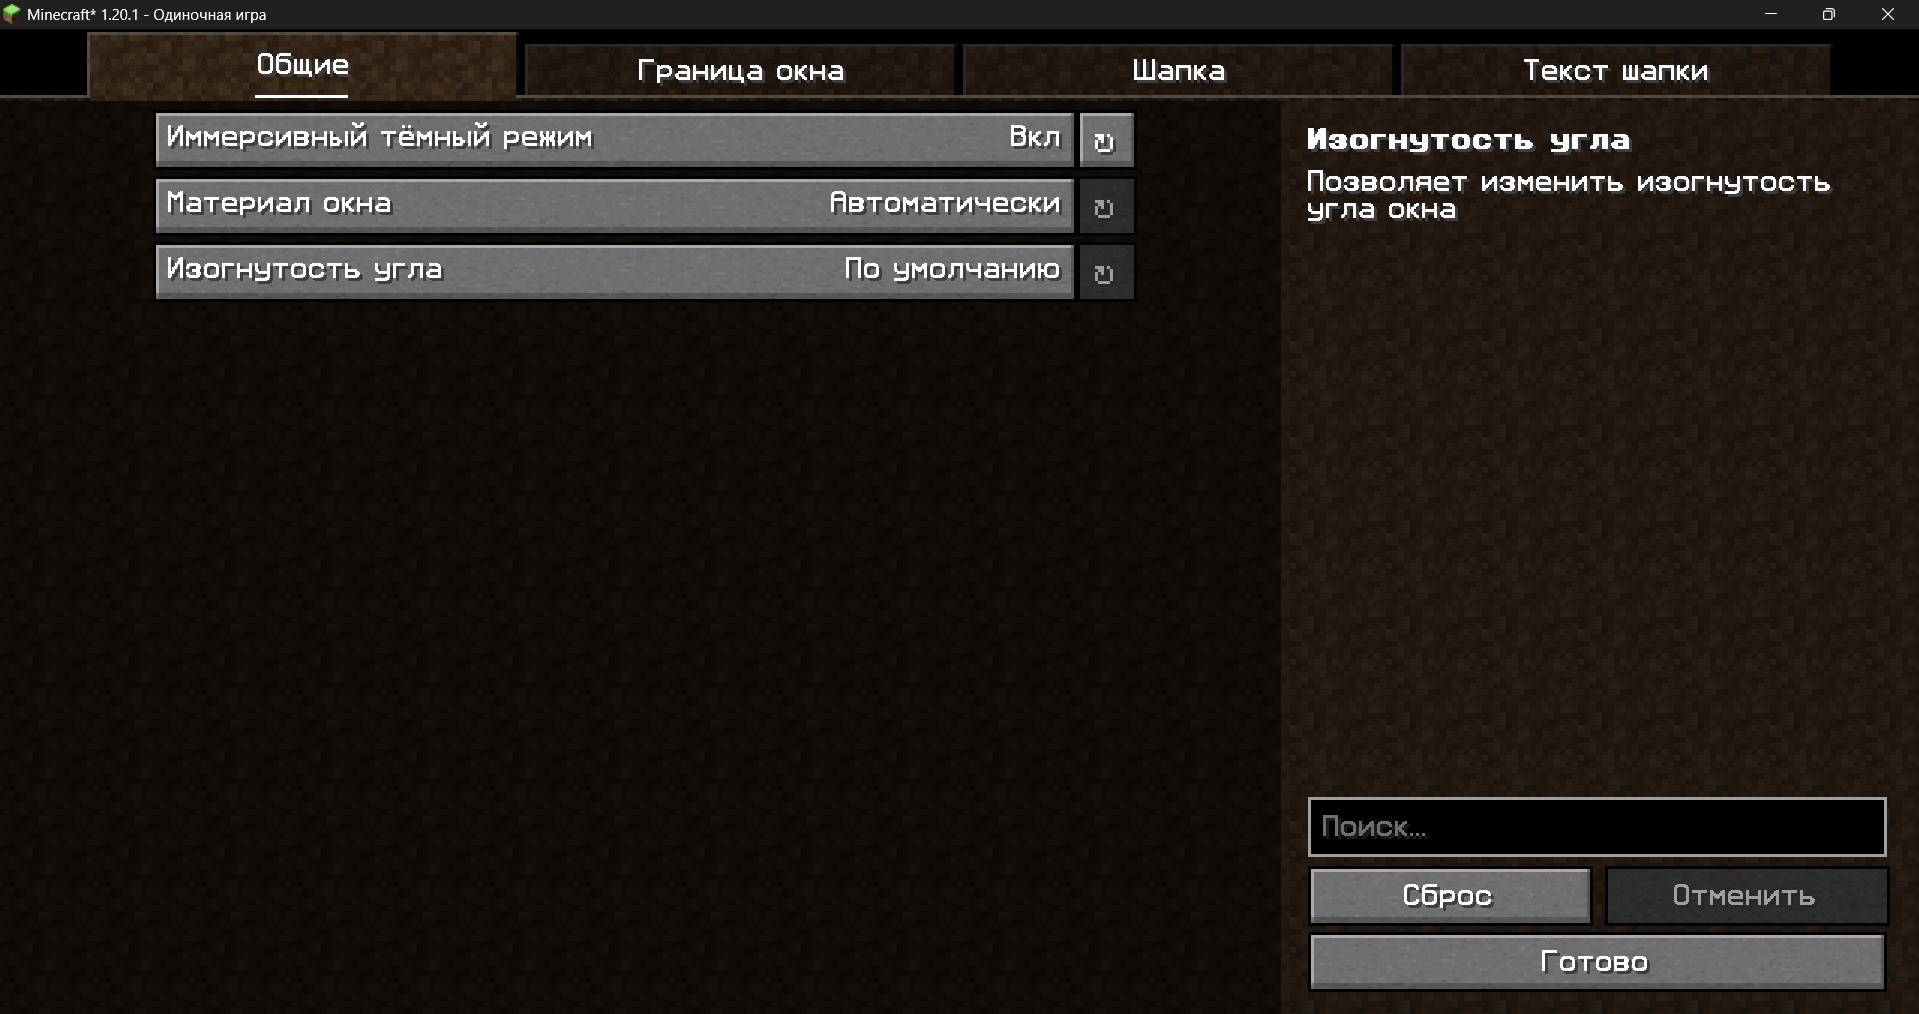 Minecraft* 1.20.1 - Одиночная игра
Общие
Граница окна
Шапка
Текст шапки
Иммерсивный тёмный режим Вкл
Материал окна Автоматически
Изогнутость угла По умолчанию
Изогнутость угла
Позволяет изменить изогнутость
угла окна
Поиск...
Сброс
Отменить
Готово